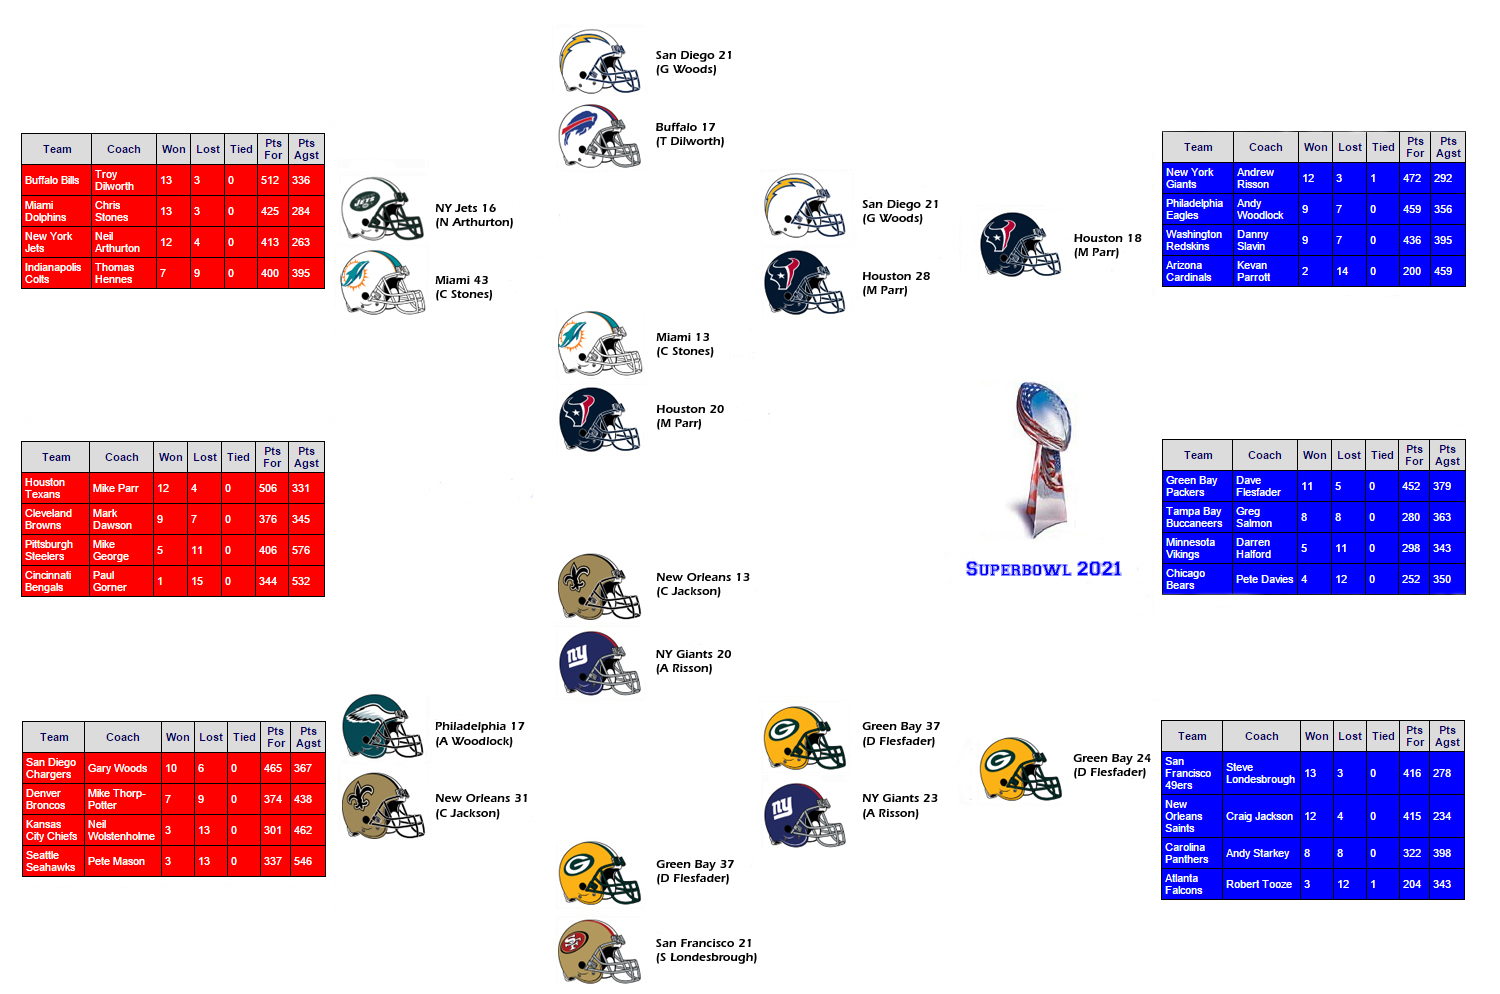 San Diego 21
(G Woods)
Buffalo 17
(T Dilworth)
Team Coach Won Lost Tied Pts For Pts Agst
Buffalo Bills Troy Dilworth 13 3 0 512 336
Miami Dolphins Chris Stones 13 3 0 425 284
New York Jets Neil Arthurton 12 4 0 413 263
Indianapolis Colts Thomas Hennes 7 9 0 400 395
JETS
NY Jets 16
(N Arthurton)
Miami 43
(C Stones)
San Diego 21
(G Woods)
Houston 28
(M Parr)
Houston 18
(M Parr)
Team Coach Won Lost Tied Pts For Pts Agst
New York Giants Andrew Risson 12 3 1 472 292
Philadelphia Eagles Andy Woodlock 9 7 0 459 356
Washington Redskins Danny Slavin 9 7 0 436 395
Arizona Cardinals Kevan Parrott 2 14 0 200 459
Miami 13
(C Stones)
Houston 20
(M Parr)
Team Coach Won Lost Tied Pts For Pts Agst
Houston Texans Mike Parr 12 4 0 506 331
Cleveland Browns Mark Dawson 9 7 0 376 345
Pittsburgh Steelers Mike George 5 11 0 406 576
Cincinnati Bengals Paul Gorner 1 15 0 344 532
Superbowl 2021
Team Coach Won Lost Tied Pts For Pts Agst
Green Bay Packers Dave Flesfader 11 5 0 452 379
Tampa Bay Buccaneers Greg Salmon 8 8 0 280 363
Minnesota Vikings Darren Halford 5 11 0 298 343
Chicago Bears Pete Davies 4 12 0 252 350
New Orleans 13
(C Jackson)
ny
NY Giants 20
(A Risson)
Team Coach Won Lost Tied Pts For Pts Agst
San Diego Chargers Gary Woods 10 6 0 465 367
Denver Broncos Mike Thorp-Potter 7 9 0 374 438
Kansas City Chiefs Neil Wolstenholme 3 13 0 301 462
Seattle Seahawks Pete Mason 3 13 0 337 546
Philadelphia 17
(A Woodlock)
New Orleans 31
(C Jackson)
G
Green Bay 37
(D Flesfader)
ny
NY Giants 23
(A Risson)
G
Green Bay 24
(D Flesfader)
Team Coach Won Lost Tied Pts For Pts Agst
San Francisco 49ers Steve Londesbrough 13 3 0 416 278
New Orleans Saints Craig Jackson 12 4 0 415 234
Carolina Panthers Andy Starkey 8 8 0 322 398
Atlanta Falcons Robert Tooze 3 12 1 204 343
G
Green Bay 37
(D Flesfader)
SF
San Francisco 21
(S Londesbrough)